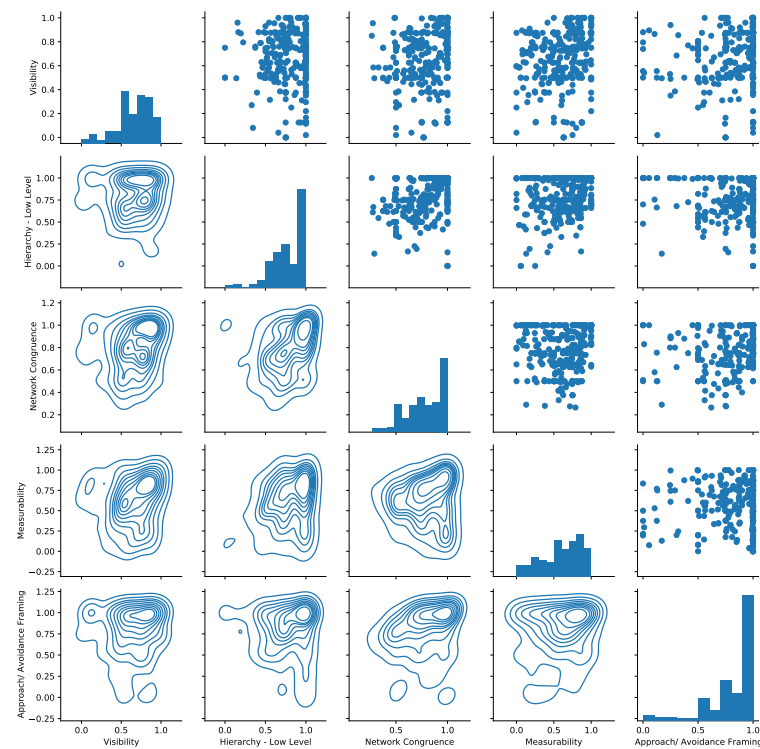 1.0
0.8
0.6
0.4
0.2
0.0
Visibility
1.00
0.75
0.50
0.25
0.00
Hierarchy - Low Level
1.2
1.0
0.8
0.6
0.4
0.2
Network Congruence
1.25
1.00
0.75
0.50
0.25
0.00
−0.25
Measurability
1.25
1.00
0.75
0.50
0.25
0.00
−0.25
Approach/ Avoidance Framing
0.0 0.5 1.0
Visibility
0.0 0.5 1.0
Hierarchy - Low Level
0.5 1.0
Network Congruence
0.0 0.5 1.0
Measurability
0.0 0.5 1.0
Approach/ Avoidance Framing